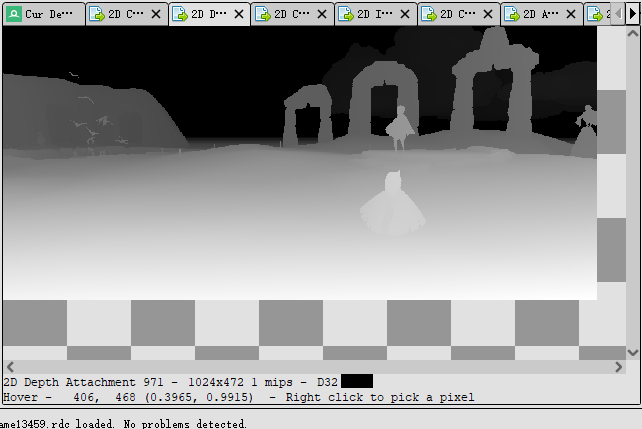 Cur De··· 2D C··· 2D D··· 2D C··· 2D I··· 2D C··· 2D A···
2D Depth Attachment 971 - 1024x472 1 mips - D32
Hover - 406, 468 (0.3965, 0.9915) - Right click to pick a pixel
ame13459.rdc loaded. No problems detected.